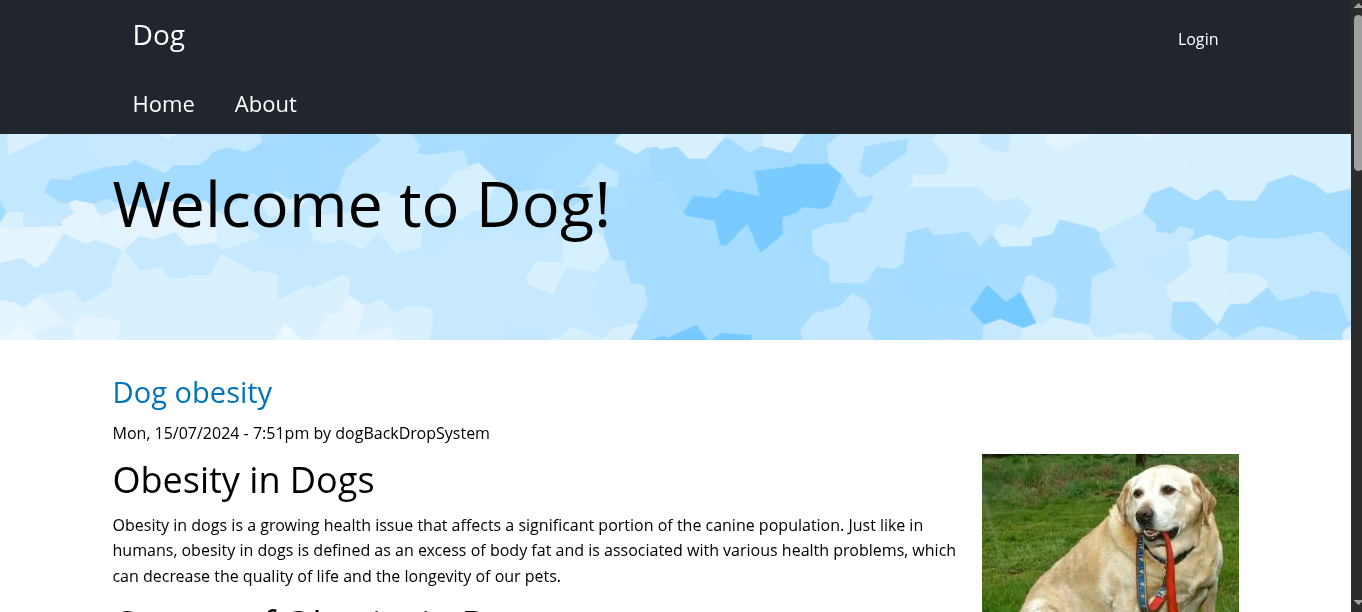 Dog
Login
Home About
Welcome to Dog!
Dog obesity
Mon, 15/07/2024 - 7:51pm by dogBackDropSystem
Obesity in Dogs
Obesity in dogs is a growing health issue that affects a significant portion of the canine population. Just like in
humans, obesity in dogs is defined as an excess of body fat and is associated with various health problems, which
can decrease the quality of life and the longevity of our pets.